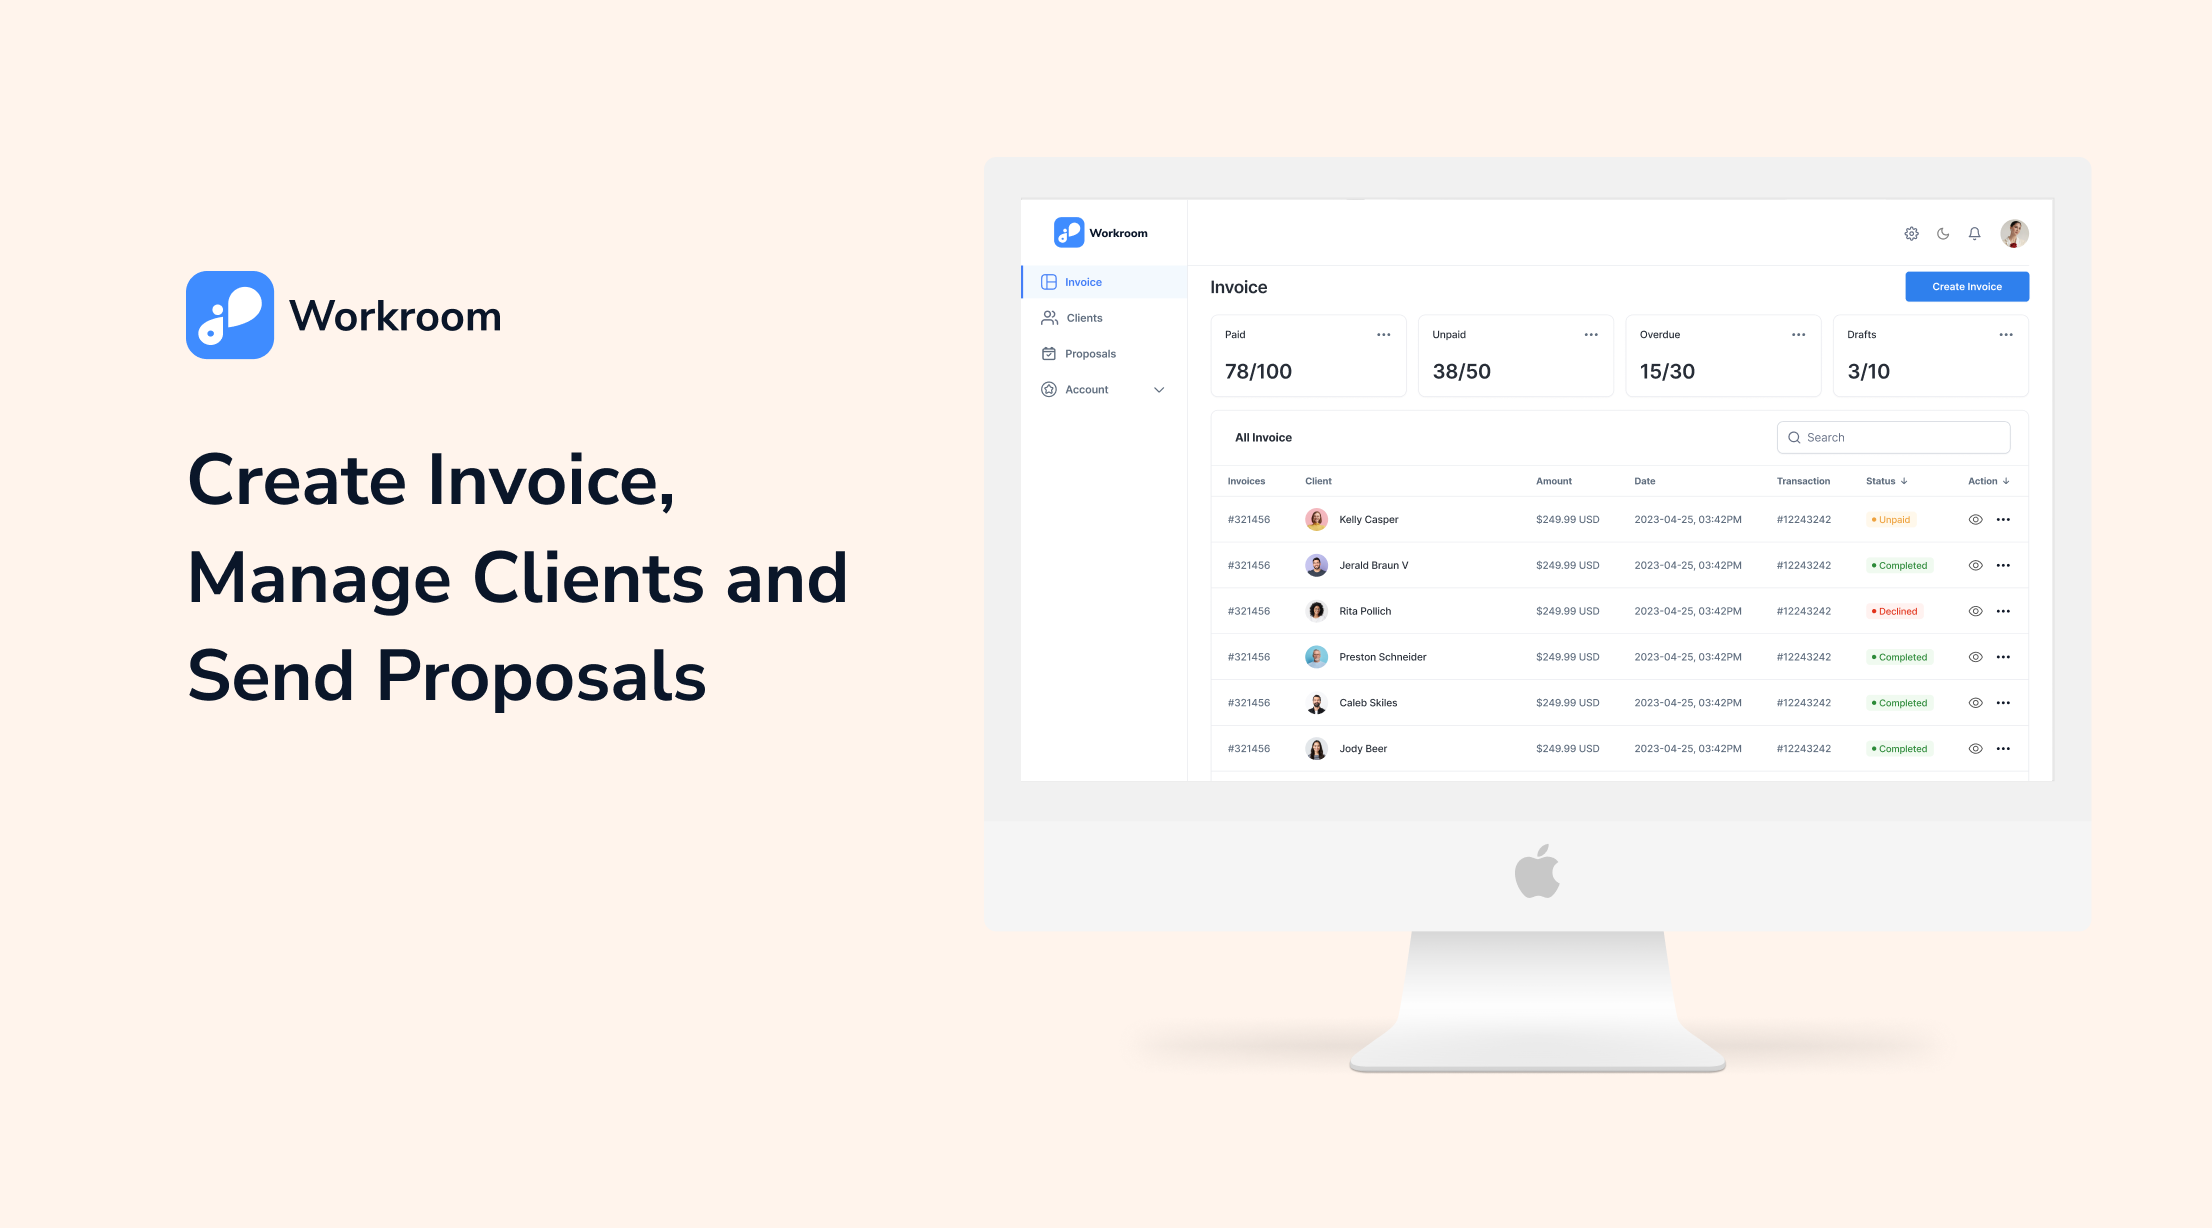 Workroom
Create Invoice,
Manage Clients and
Send Proposals
Workroom
Invoice
Clients
Proposals
Account
Invoice
Create Invoice
Paid
78/100
Unpaid
38/50
Overdue
15/30
Drafts
3/10
All Invoice
Search
Invoices Client Amount Date Transaction Status ↓ Action ↓
#321456 Kelly Casper $249.99 USD 2023-04-25, 03:42PM #12243242 Unpaid
#321456 Jerald Braun V $249.99 USD 2023-04-25, 03:42PM #12243242 Completed
#321456 Rita Pollich $249.99 USD 2023-04-25, 03:42PM #12243242 Declined
#321456 Preston Schneider $249.99 USD 2023-04-25, 03:42PM #12243242 Completed
#321456 Caleb Skiles $249.99 USD 2023-04-25, 03:42PM #12243242 Completed
#321456 Jody Beer $249.99 USD 2023-04-25, 03:42PM #12243242 Completed